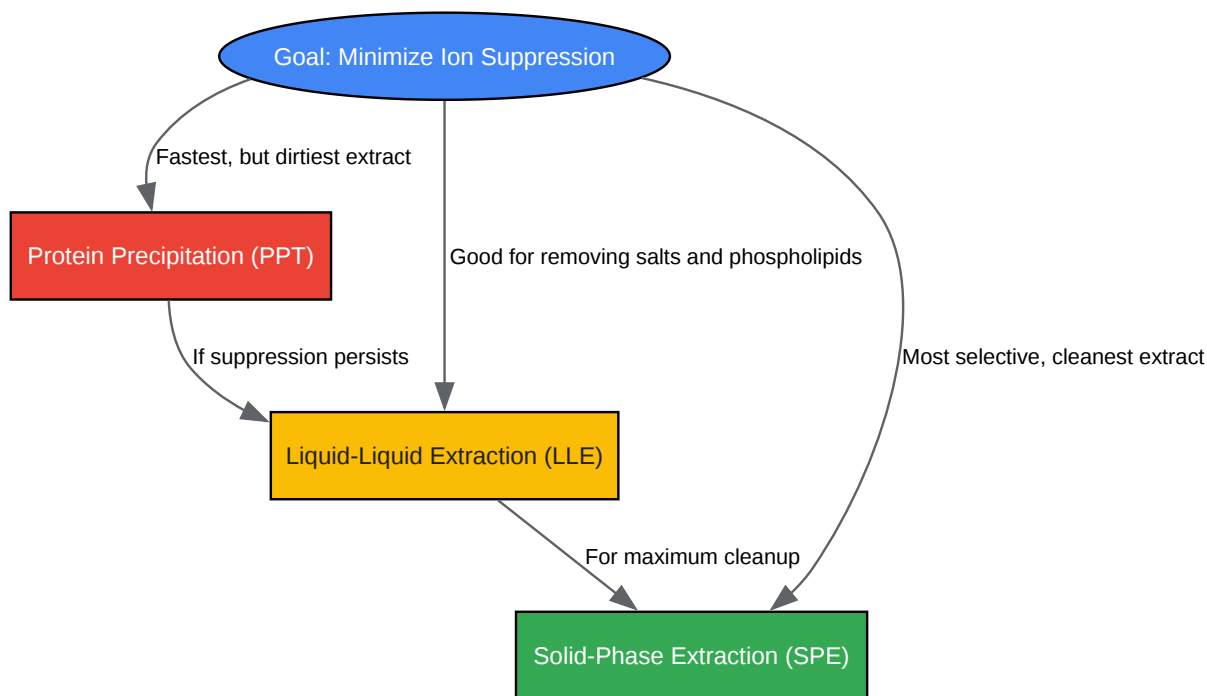 Goal: Minimize Ion Suppression
Fastest, but dirtiest extract
Protein Precipitation (PPT)
Good for removing salts and phospholipids
If suppression persists
Most selective, cleanest extract
Liquid-Liquid Extraction (LLE)
For maximum cleanup
Solid-Phase Extraction (SPE)